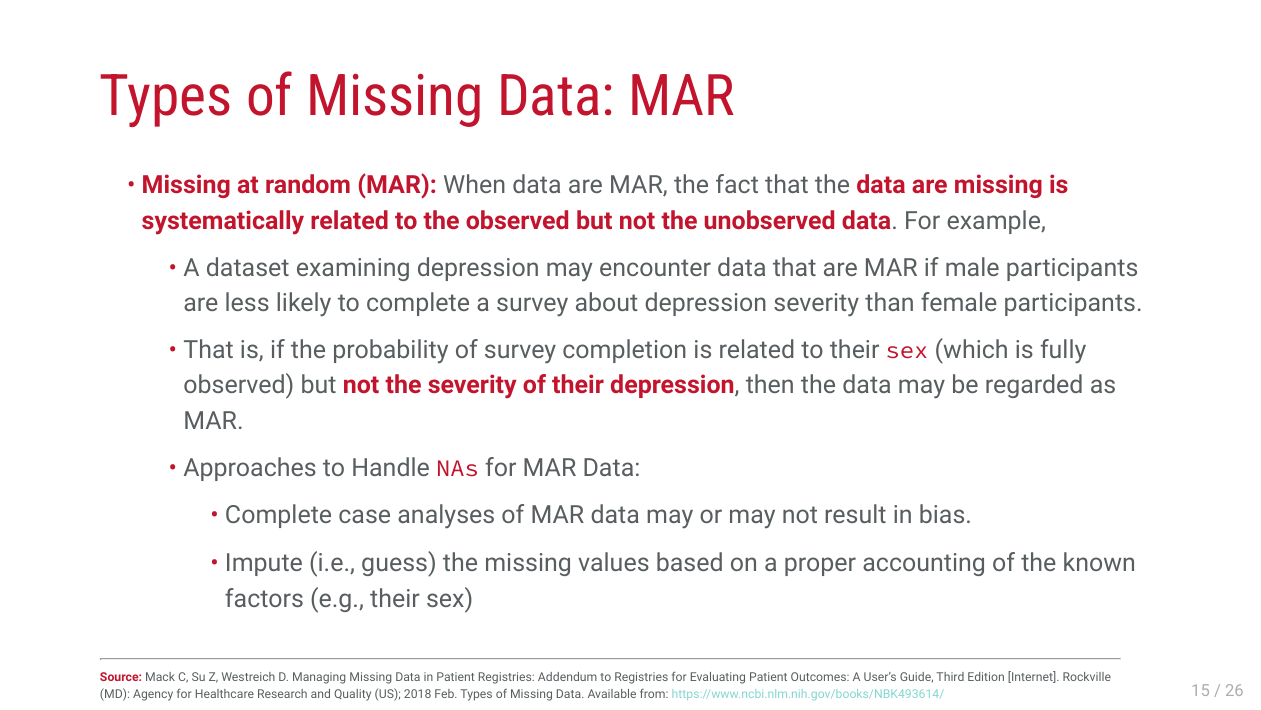 Types of Missing Data: MAR
• Missing at random (MAR): When data are MAR, the fact that the data are missing is
systematically related to the observed but not the unobserved data. For example,
• A dataset examining depression may encounter data that are MAR if male participants
are less likely to complete a survey about depression severity than female participants.
• That is, if the probability of survey completion is related to their sex (which is fully
observed) but not the severity of their depression, then the data may be regarded as
MAR.
• Approaches to Handle NAs for MAR Data:
• Complete case analyses of MAR data may or may not result in bias.
• Impute (i.e., guess) the missing values based on a proper accounting of the known
factors (e.g., their sex)
Source: Mack C, Su Z, Westreich D. Managing Missing Data in Patient Registries: Addendum to Registries for Evaluating Patient Outcomes: A User’s Guide, Third Edition [Internet]. Rockville
(MD): Agency for Healthcare Research and Quality (US); 2018 Feb. Types of Missing Data. Available from: https://www.ncbi.nlm.nih.gov/books/NBK493614/
15 / 26